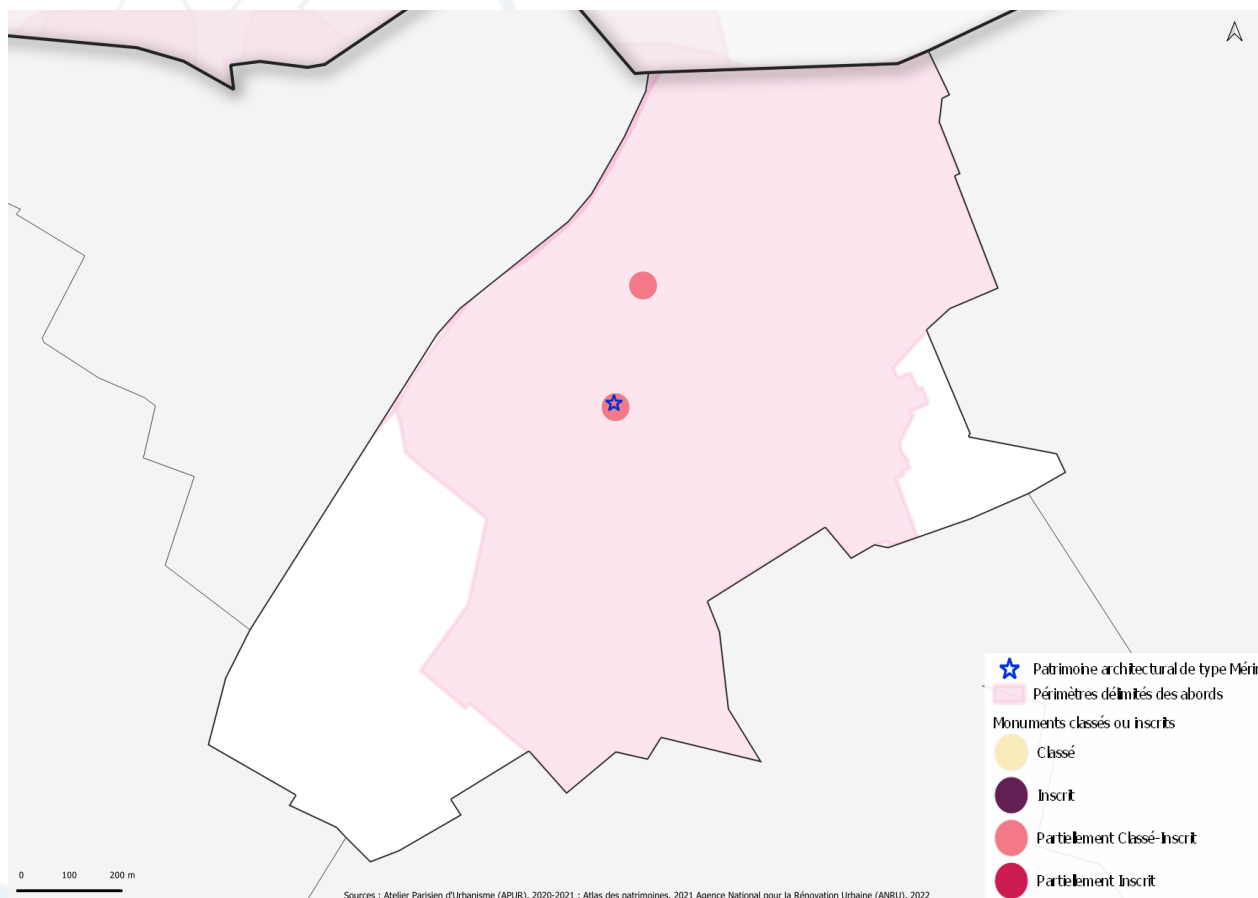 Patrimoine architectural de type Méri
Périmètres délimités des abords
Monuments classés ou inscrits
Classé
Inscrit
Partiellement Classé-Inscrit
Partiellement Inscrit
0 100 200 m
Sources : Atelier Parisien d'Urbanisme (APUR), 2020-2021 ; Atlas des patrimoines, 2021 Agence National pour la Rénovation Urbaine (ANRU), 2022